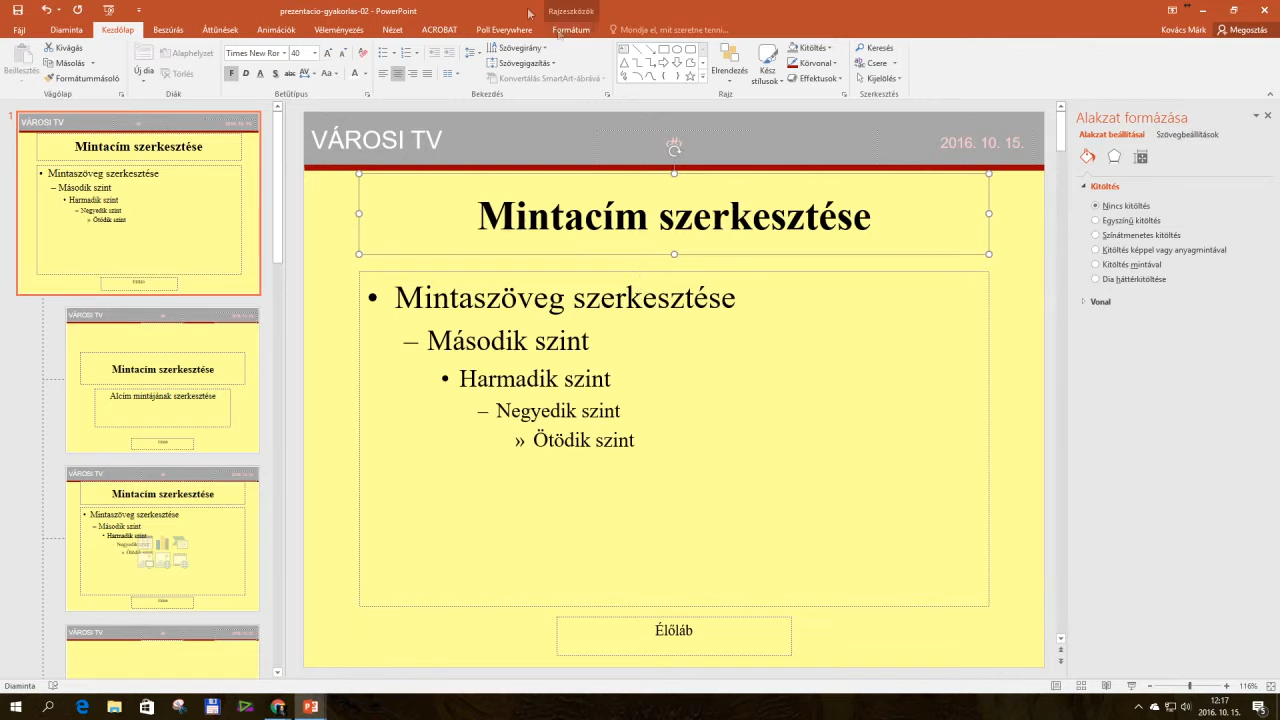 prezentacio-gyakorlas-02 - PowerPoint
Rajzeszközök
Fájl Diaminta Kezdőlap Beszúrás Áttűnések Animációk Véleményezés Nézet ACROBAT Poll Everywhere Formátum Mondja el, mit szeretne tenni... Kovács Márk Megosztás
Beillesztés
Kivágás
Másolás
Formátummásoló
Vágólap
Új dia
Alaphelyzet
Törlés
Diák
Times New Ro 40
F D A S abc AV Aa A
Betűtípus
Szövegirány
Szövegigazítás
Konvertálás SmartArt-ábrává
Bekezdés
Elrendezés
Kész stílusok
Kitöltés
Körvonal
Effektusok
Rajz
Keresés
Csere
Kijelölés
Szerkesztés
1
VÁROSI TV
Mintacím szerkesztése
• Mintaszöveg szerkesztése
– Második szint
• Harmadik szint
– Negyedik szint
» Ötödik szint
VÁROSI TV
Mintacím szerkesztése
Alcím mintájának szerkesztése
VÁROSI TV
Mintacím szerkesztése
• Mintaszöveg szerkesztése
– Második szint
• Harmadik szint
Negyedik szint
» Ötödik szint
VÁROSI TV
VÁROSI TV
2016. 10. 15.
Mintacím szerkesztése
• Mintaszöveg szerkesztése
– Második szint
• Harmadik szint
– Negyedik szint
» Ötödik szint
Élőláb
Alakzat formázása
Alakzat beállításai Szövegbeállítások
Kitöltés
Nincs kitöltés
Egyszínű kitöltés
Színátmenetes kitöltés
Kitöltés képpel vagy anyagmintával
Kitöltés mintával
Dia háttérkitöltése
Vonal
Diaminta
116%
12:17
2016. 10. 15.